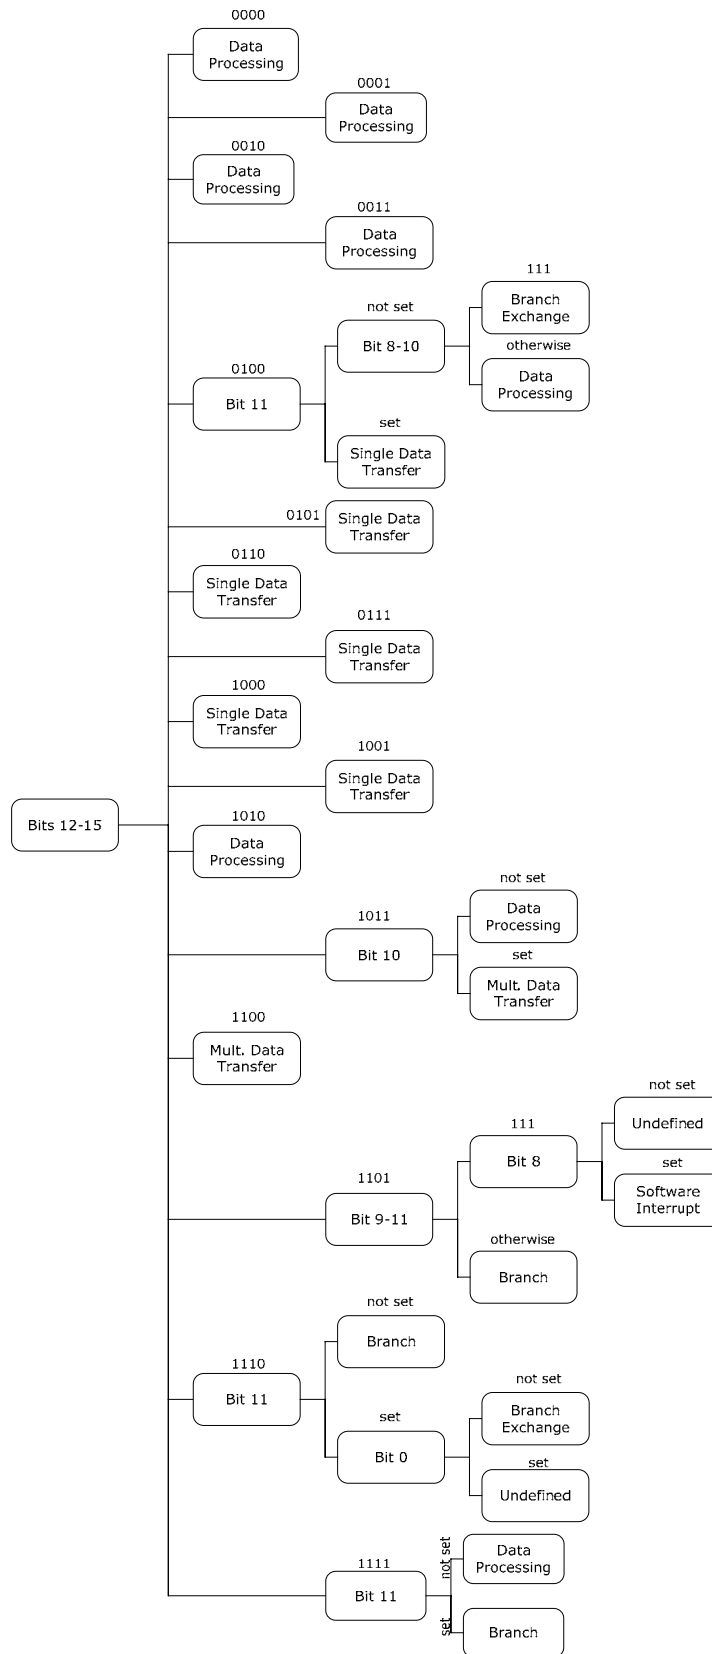 0000
Data
Processing
0001
Data
Processing
0010
Data
Processing
0011
Data
Processing
111
Branch
Exchange
not set
Bit 8-10
otherwise
Data
Processing
0100
Bit 11
set
Single Data
Transfer
0101
Single Data
Transfer
0110
Single Data
Transfer
0111
Single Data
Transfer
1000
Single Data
Transfer
1001
Single Data
Transfer
Bits 12-15
1010
Data
Processing
not set
Data
Processing
1011
Bit 10
set
Mult. Data
Transfer
1100
Mult. Data
Transfer
not set
Undefined
111
Bit 8
set
Software
Interrupt
1101
Bit 9-11
otherwise
Branch
not set
Branch
1110
Bit 11
not set
Branch
Exchange
set
Bit 0
set
Undefined
not set
Data
Processing
1111
Bit 11
set
Branch